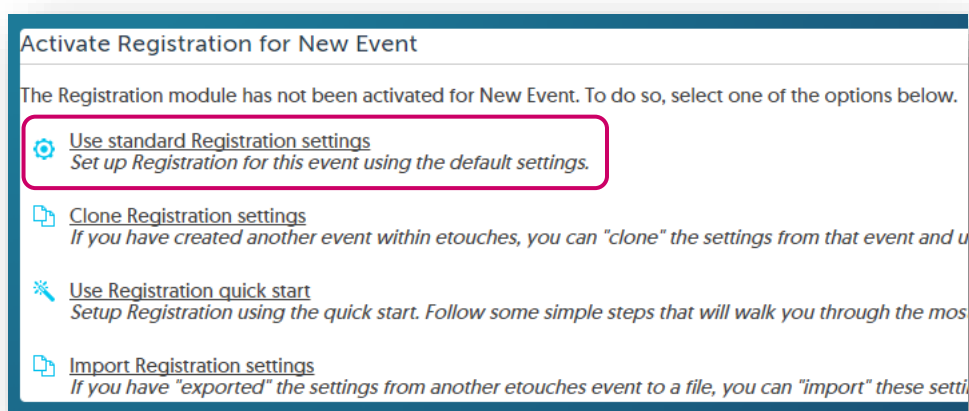 Activate Registration for New Event
The Registration module has not been activated for New Event. To do so, select one of the options below.
Use standard Registration settings
Set up Registration for this event using the default settings.
Clone Registration settings
If you have created another event within etouches, you can "clone" the settings from that event and u
Use Registration quick start
Setup Registration using the quick start. Follow some simple steps that will walk you through the mos
Import Registration settings
If you have "exported" the settings from another etouches event to a file, you can "import" these setti